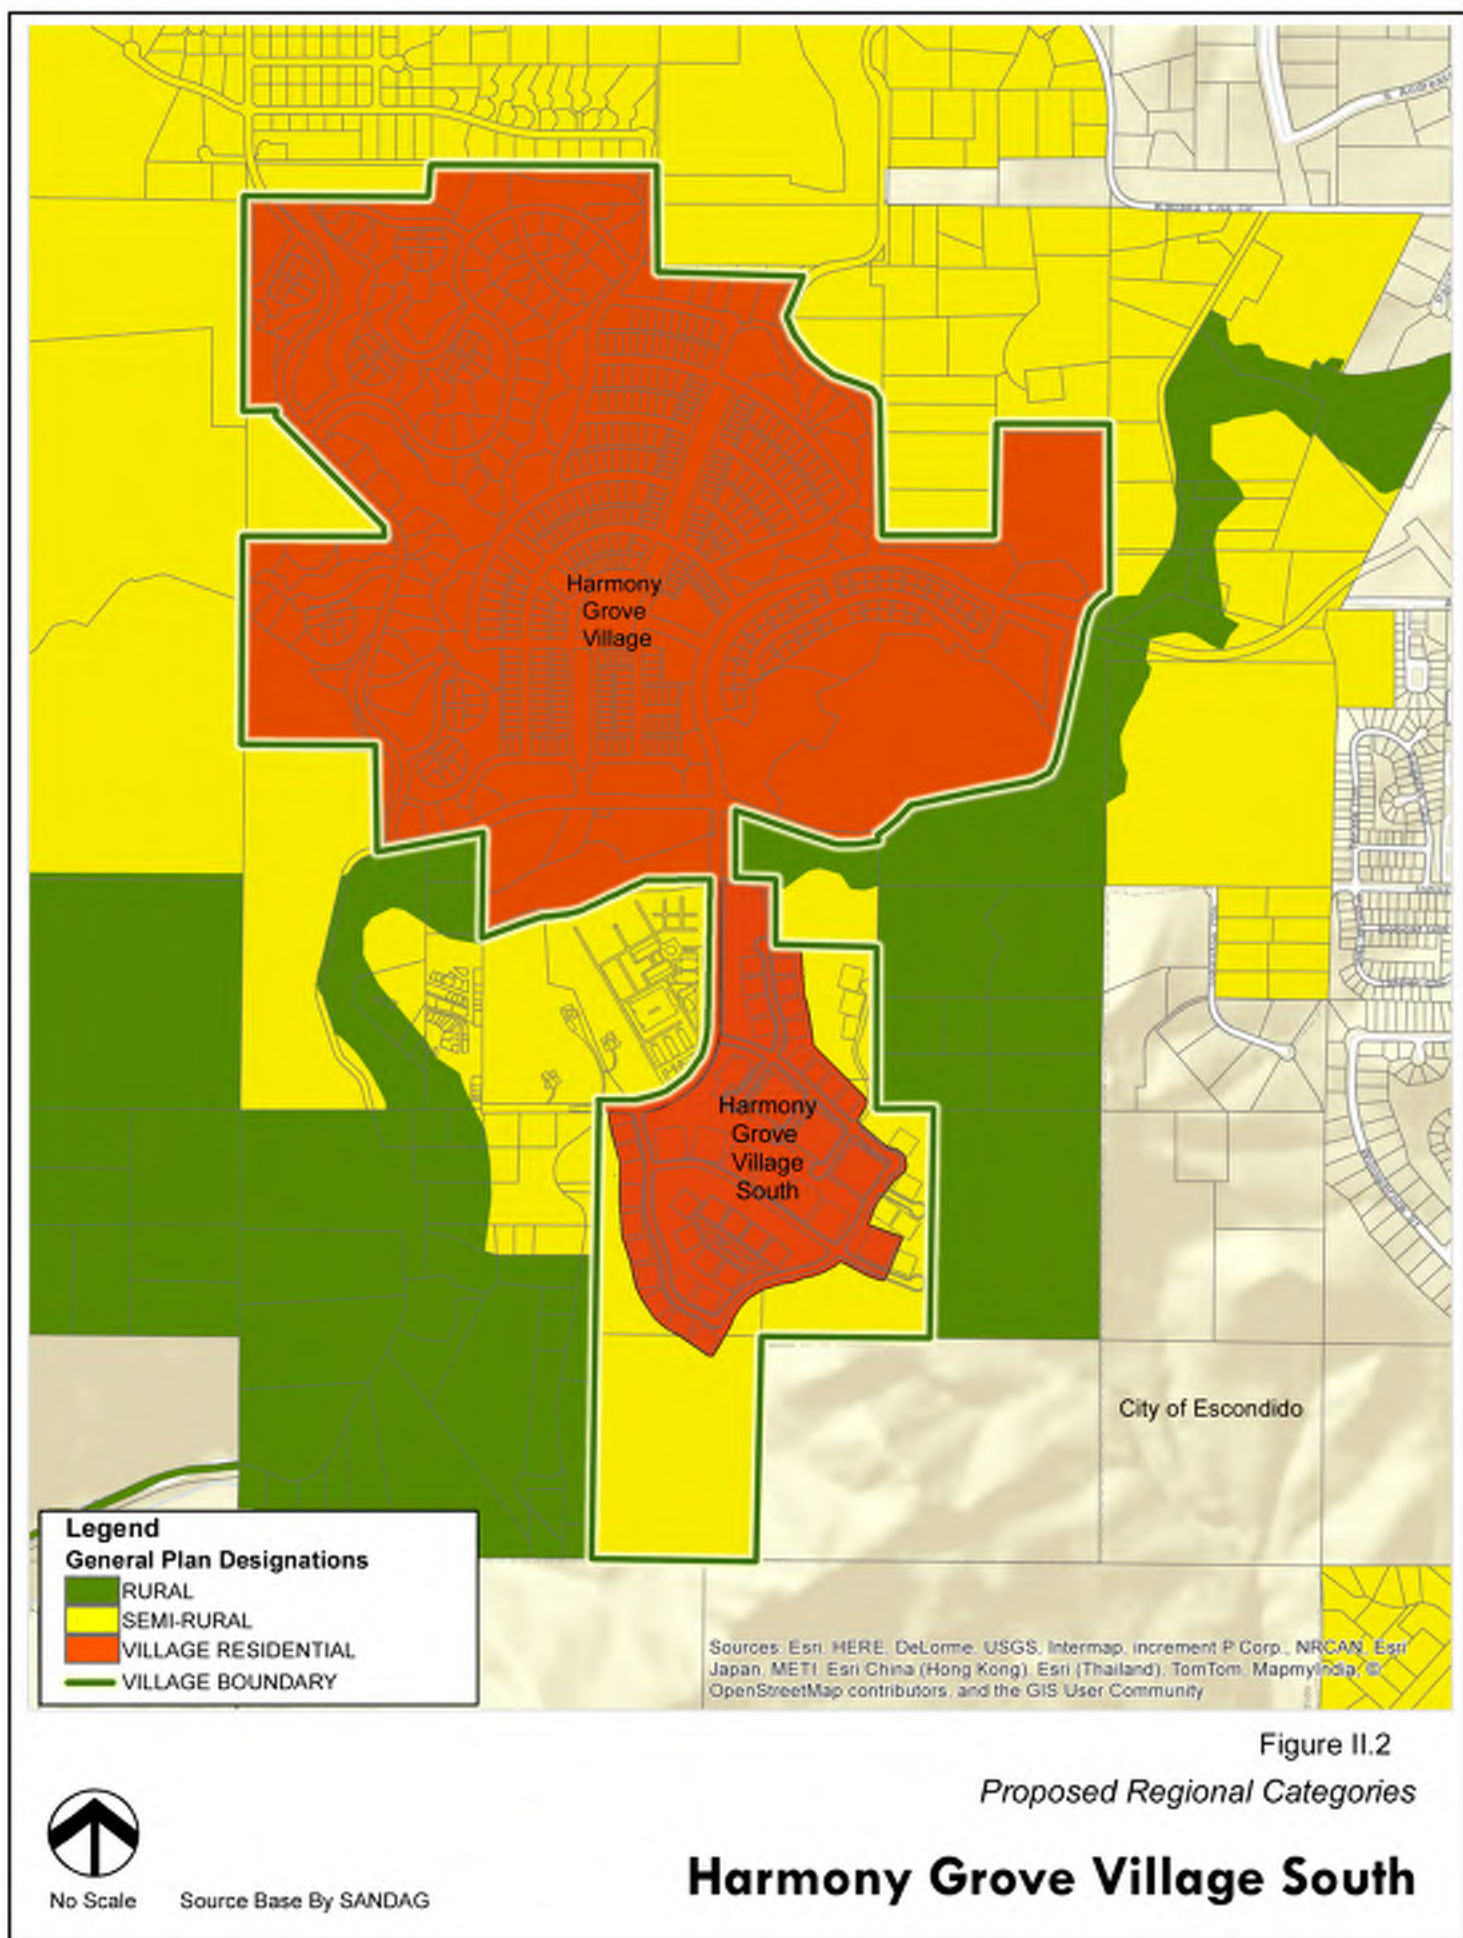 Harmony
Grove
Village
Harmony
Grove
Village
South
City of Escondido
Legend
General Plan Designations
RURAL
SEMI-RURAL
VILLAGE RESIDENTIAL
VILLAGE BOUNDARY
Sources: Esri, HERE, DeLorme, USGS, Intermap, increment P Corp., NRCAN, Esri
Japan, METI, Esri China (Hong Kong), Esri (Thailand), TomTom, MapmyIndia, ©
OpenStreetMap contributors, and the GIS User Community
Figure II.2
Proposed Regional Categories
Harmony Grove Village South
No Scale
Source Base By SANDAG